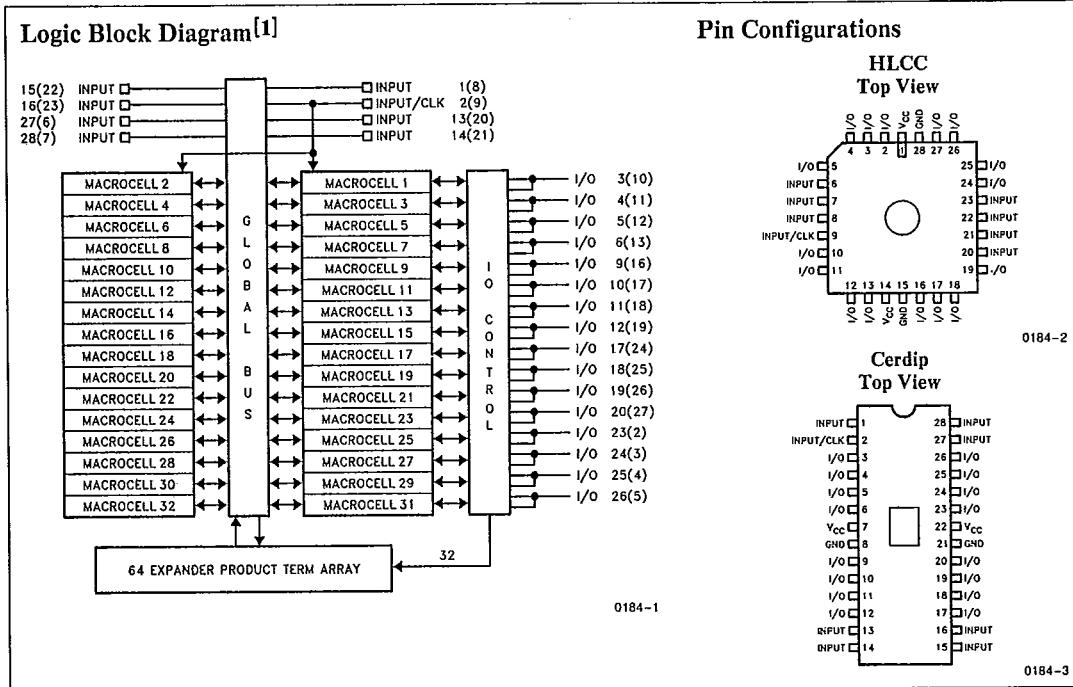 Logic Block Diagram[1]
15(22) INPUT
16(23) INPUT
27(6) INPUT
28(7) INPUT
INPUT 1(8)
INPUT/CLK 2(9)
INPUT 13(20)
INPUT 14(21)
MACROCELL 2
MACROCELL 4
MACROCELL 6
MACROCELL 8
MACROCELL 10
MACROCELL 12
MACROCELL 14
MACROCELL 16
MACROCELL 18
MACROCELL 20
MACROCELL 22
MACROCELL 24
MACROCELL 26
MACROCELL 28
MACROCELL 30
MACROCELL 32
GLOBAL BUS
MACROCELL 1
MACROCELL 3
MACROCELL 5
MACROCELL 7
MACROCELL 9
MACROCELL 11
MACROCELL 13
MACROCELL 15
MACROCELL 17
MACROCELL 19
MACROCELL 21
MACROCELL 23
MACROCELL 25
MACROCELL 27
MACROCELL 29
MACROCELL 31
IO CONTROL
I/O 3(10)
I/O 4(11)
I/O 5(12)
I/O 6(13)
I/O 9(16)
I/O 10(17)
I/O 11(18)
I/O 12(19)
I/O 17(24)
I/O 18(25)
I/O 19(26)
I/O 20(27)
I/O 23(2)
I/O 24(3)
I/O 25(4)
I/O 26(5)
64 EXPANDER PRODUCT TERM ARRAY
32
0184-1
Pin Configurations
HLCC
Top View
I/O I/O I/O VCC GND I/O I/O
4 3 2 1 28 27 26
I/O 5
INPUT 6
INPUT 7
INPUT 8
INPUT/CLK 9
I/O 10
I/O 11
25 I/O
24 I/O
23 INPUT
22 INPUT
21 INPUT
20 INPUT
19 I/O
12 13 14 15 16 17 18
I/O I/O VCC GND I/O I/O I/O
0184-2
Cerdip
Top View
INPUT 1 28 INPUT
INPUT/CLK 2 27 INPUT
I/O 3 26 I/O
I/O 4 25 I/O
I/O 5 24 I/O
I/O 6 23 I/O
VCC 7 22 VCC
GND 8 21 GND
I/O 9 20 I/O
I/O 10 19 I/O
I/O 11 18 I/O
I/O 12 17 I/O
INPUT 13 16 INPUT
INPUT 14 15 INPUT
0184-3